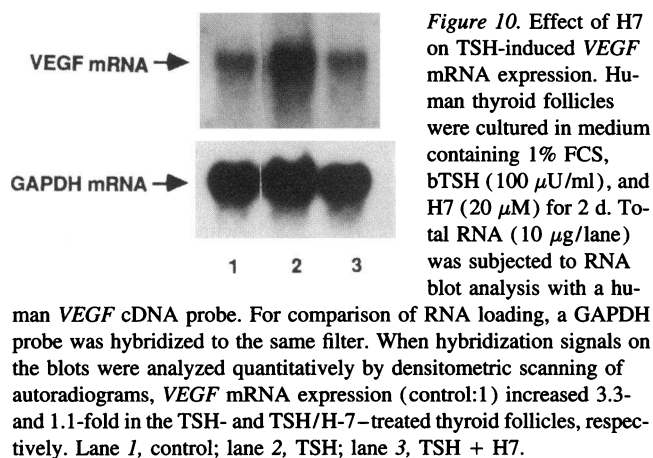 VEGF mRNA
GAPDH mRNA
1 2 3
Figure 10. Effect of H7
on TSH-induced VEGF
mRNA expression. Hu-
man thyroid follicles
were cultured in medium
containing 1% FCS,
bTSH (100 μU/ml), and
H7 (20 μM) for 2 d. To-
tal RNA (10 μg/lane)
was subjected to RNA
blot analysis with a hu-
man VEGF cDNA probe. For comparison of RNA loading, a GAPDH
probe was hybridized to the same filter. When hybridization signals on
the blots were analyzed quantitatively by densitometric scanning of
autoradiograms, VEGF mRNA expression (control:1) increased 3.3-
and 1.1-fold in the TSH- and TSH/H-7–treated thyroid follicles, respec-
tively. Lane 1, control; lane 2, TSH; lane 3, TSH + H7.